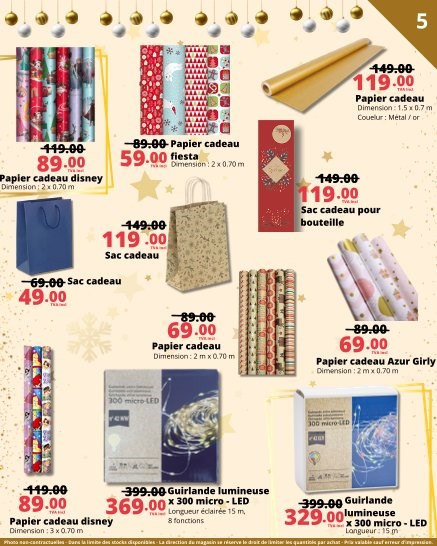 5
149.00
119.00
TVA incl
Papier cadeau
Dimension : 1.5 x 0.7 m
Couelur : Métal / or
119.00
89.00
TVA incl
Papier cadeau disney
Dimension : 2 x 0.70 m
89.00
59.00
TVA incl
Papier cadeau
fiesta
Dimension : 2 x 0.70 m
149.00
119.00
TVA incl
Sac cadeau pour
bouteille
149.00
119.00
TVA incl
Sac cadeau
69.00
49.00
TVA incl
Sac cadeau
89.00
69.00
TVA incl
Papier cadeau
Dimension : 2 m x 0.70 m
89.00
69.00
TVA incl
Papier cadeau Azur Girly
Dimension : 2 m x 0.70 m
119.00
89.00
TVA incl
Papier cadeau disney
Dimension : 3 x 0.70 m
300 micro-LED
399.00
369.00
TVA incl
Guirlande lumineuse
x 300 micro - LED
Longueur éclairée 15 m,
8 fonctions
300 micro-LED
399.00
329.00
TVA incl
Guirlande
lumineuse
x 300 micro - LED
Longueur : 15 m
Photo non-contractuelles - Dans la limite des stocks disponibles - La direction du magasin se réserve le droit de limiter les quantités par achat - Prix valable sauf erreur d'impression.